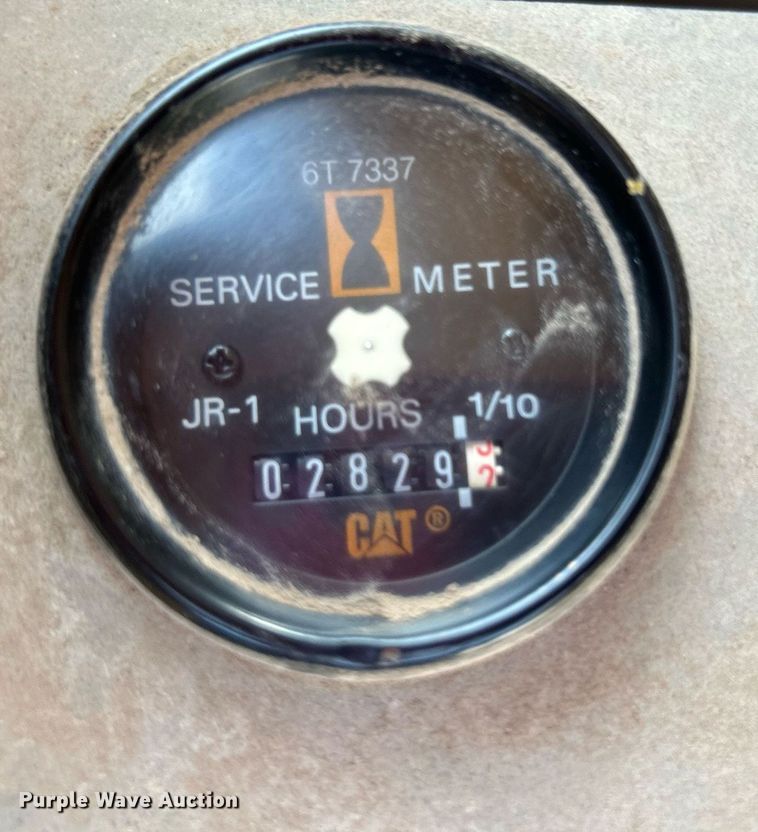 6T 7337
SERVICE METER
JR-1 HOURS 1/10
02829
CAT ®
Purple Wave Auction